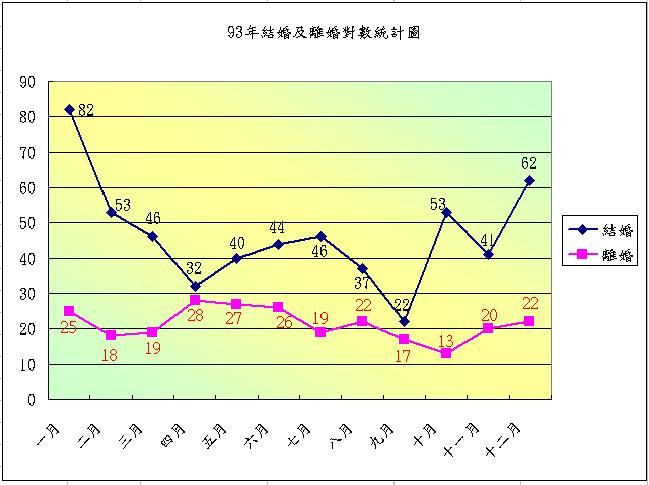 93年結婚及離婚對數統計圖
90
80
70
60
50
40
30
20
10
0
82
53
46
32
40
44
46
37
22
53
41
62
25
18
19
28
27
26
19
22
17
13
20
22
一月
二月
三月
四月
五月
六月
七月
八月
九月
十月
十一月
十二月
結婚
離婚